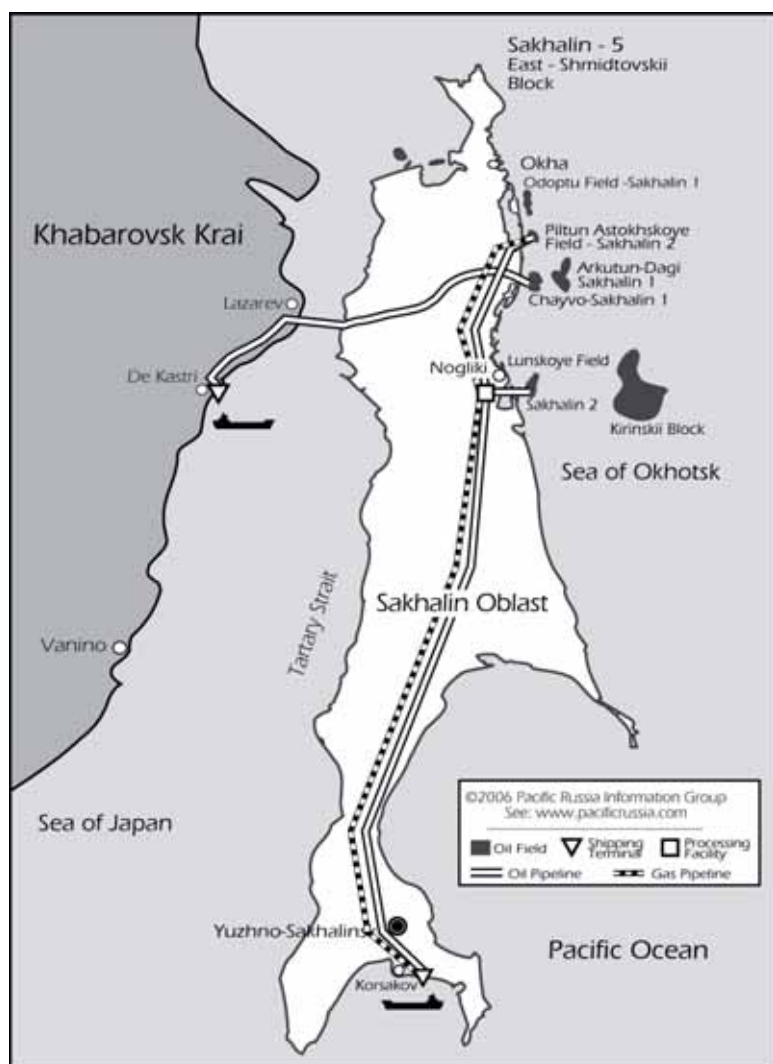 Sakhalin - 5
East - Shmidtovskii
Block
Okha
Odoptu Field -Sakhalin 1
Khabarovsk Krai
Piltun Astokhskoye
Field - Sakhalin 2
Arkutun-Dagi
Sakhalin 1
Chayvo-Sakhalin 1
Lazarev
Nogliki
Lunskoye Field
De Kastri
Sakhalin 2
Kirinskii Block
Sea of Okhotsk
Tartary Strait
Sakhalin Oblast
Vanino
Sea of Japan
©2006 Pacific Russia Information Group
See: www.pacificrussia.com
Oil Field
Shipping
Terminal
Processing
Facility
Oil Pipeline
Gas Pipeline
Yuzhno-Sakhalinsk
Pacific Ocean
Korsakov